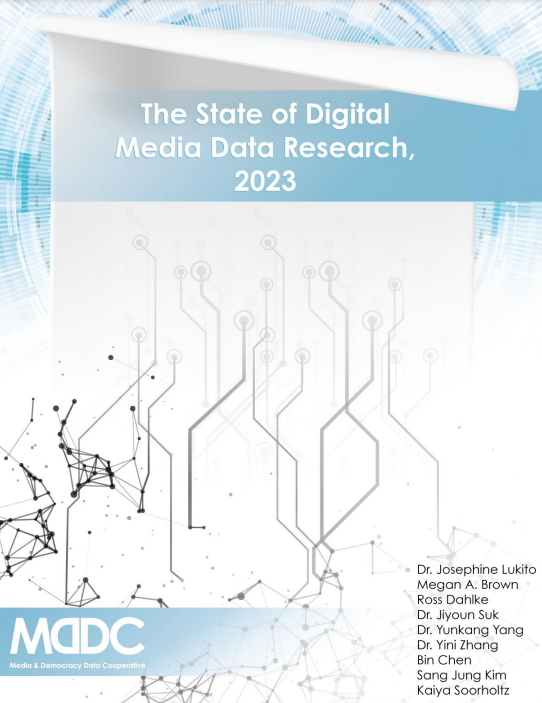 The State of Digital
Media Data Research,
2023
Dr. Josephine Lukito
Megan A. Brown
Ross Dahlke
Dr. Jiyoun Suk
Dr. Yunkang Yang
Dr. Yini Zhang
Bin Chen
Sang Jung Kim
Kaiya Soorholtz
MDDC
Media & Democracy Data Cooperative